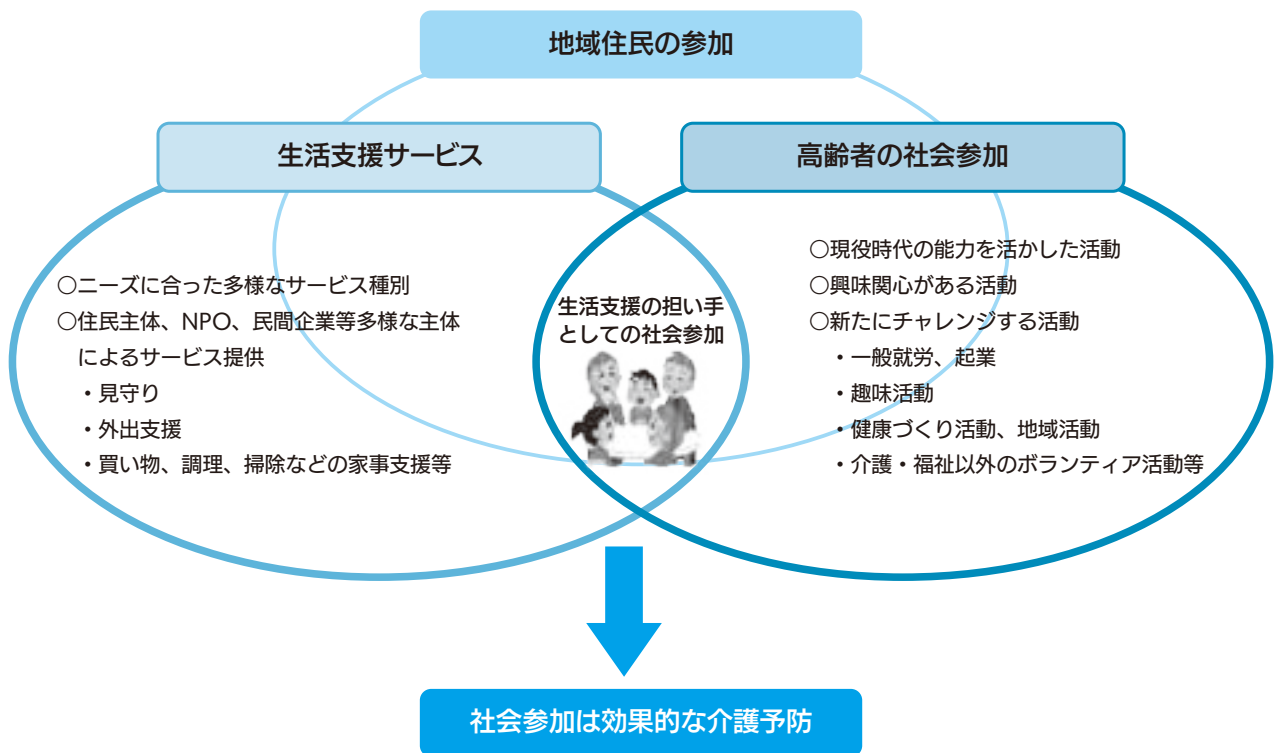 地域住民の参加
生活支援サービス
高齢者の社会参加
○ニーズに合った多様なサービス種別
○住民主体、NPO、民間企業等多様な主体
によるサービス提供
・見守り
・外出支援
・買い物、調理、掃除などの家事支援等
生活支援の担い手
としての社会参加
○現役時代の能力を活かした活動
○興味関心がある活動
○新たにチャレンジする活動
・一般就労、起業
・趣味活動
・健康づくり活動、地域活動
・介護・福祉以外のボランティア活動等
社会参加は効果的な介護予防